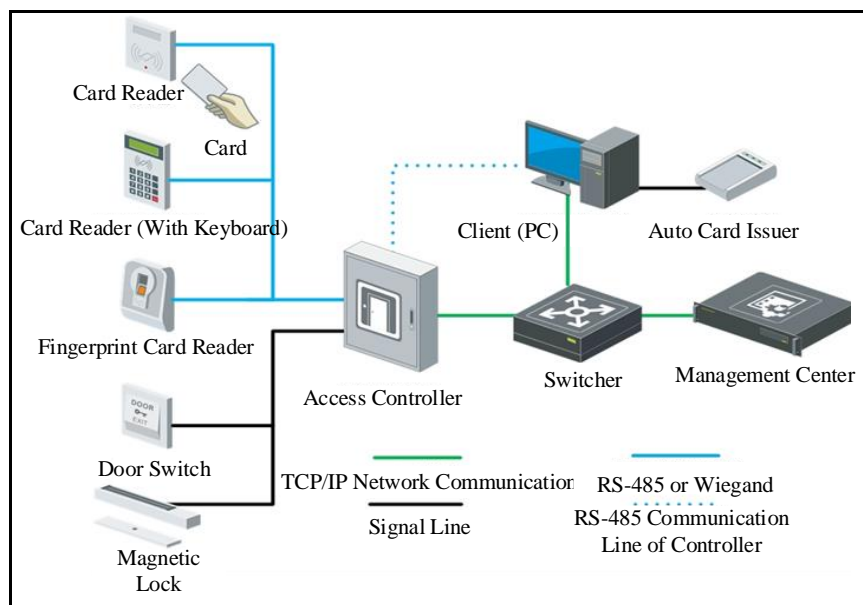 Card Reader
Card
Card Reader (With Keyboard)
Fingerprint Card Reader
DOOR
EXIT
Door Switch
Magnetic
Lock
Access Controller
Client (PC)
Auto Card Issuer
Switcher
Management Center
TCP/IP Network Communication
Signal Line
RS-485 or Wiegand
RS-485 Communication
Line of Controller